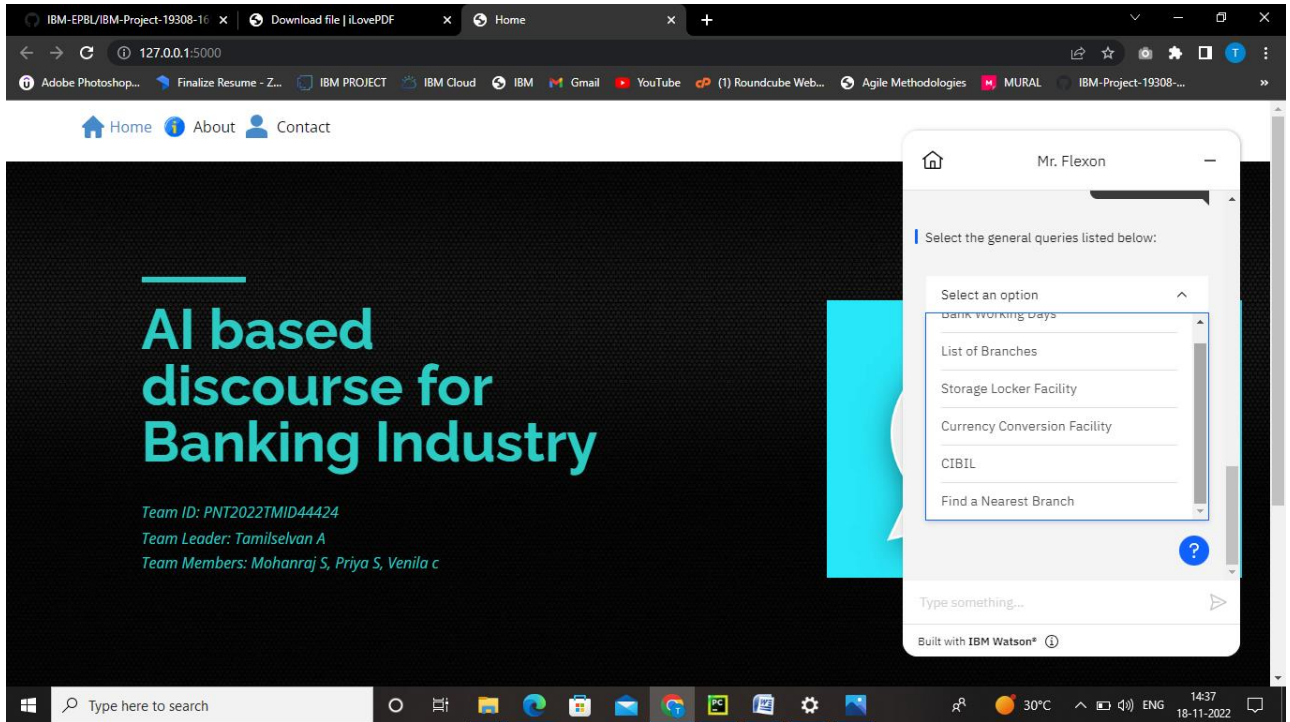 IBM-EPBL/IBM-Project-19308-16
Download file | iLovePDF
Home
127.0.0.1:5000
T
Adobe Photoshop...
Finalize Resume - Z...
IBM PROJECT
IBM Cloud
IBM
Gmail
YouTube
(1) Roundcube Web...
Agile Methodologies
MURAL
IBM-Project-19308-...
»
Home
About
Contact
Mr. Flexon
Select the general queries listed below:
Select an option
Bank Working Days
List of Branches
Storage Locker Facility
Currency Conversion Facility
CIBIL
Find a Nearest Branch
?
Type something...
Built with IBM Watson®
AI based
discourse for
Banking Industry
Team ID: PNT2022TMID44424
Team Leader: Tamilselvan A
Team Members: Mohanraj S, Priya S, Venila c
Type here to search
30°C
ENG
14:37
18-11-2022